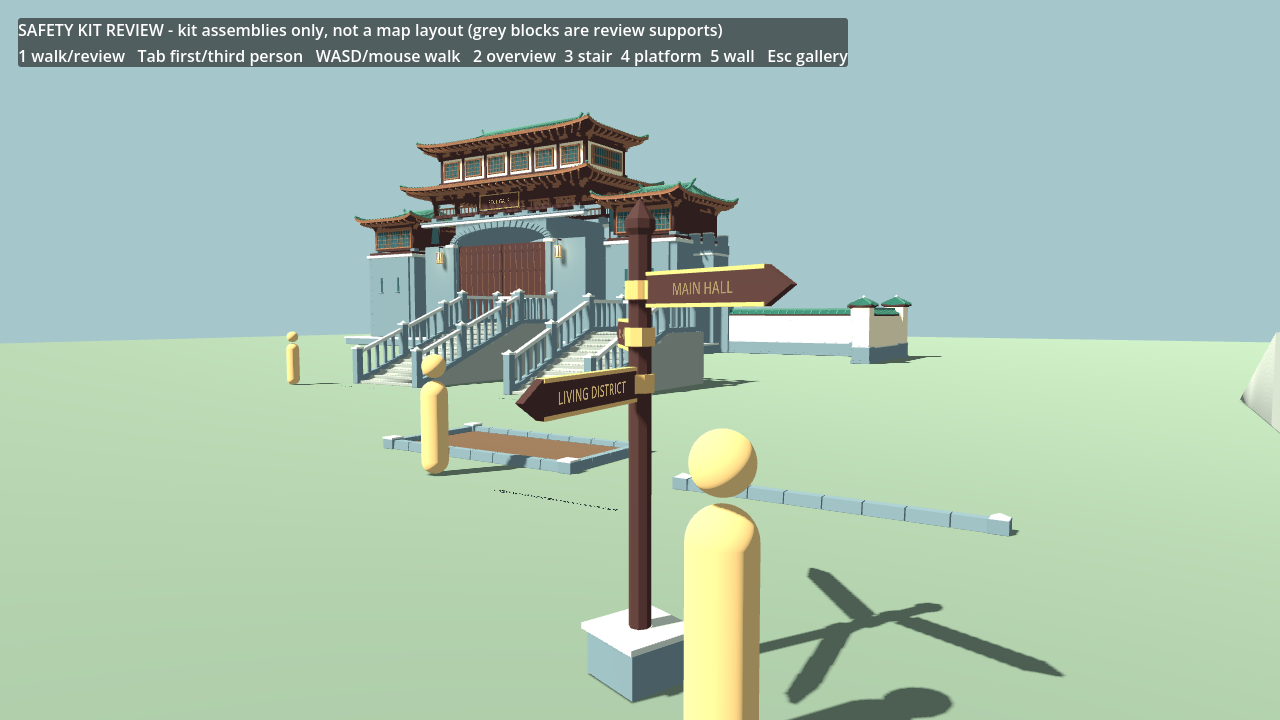 SAFETY KIT REVIEW - kit assemblies only, not a map layout (grey blocks are review supports)
1 walk/review   Tab first/third person   WASD/mouse walk   2 overview  3 stair  4 platform  5 wall   Esc gallery
MAIN HALL
LIVING DISTRICT